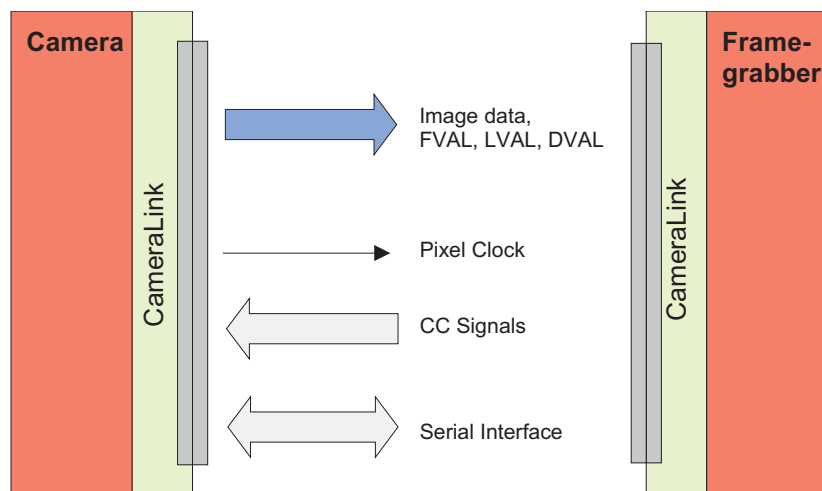 Camera
Frame-
grabber
Image data,
FVAL, LVAL, DVAL
CameraLink
CameraLink
Pixel Clock
CC Signals
Serial Interface